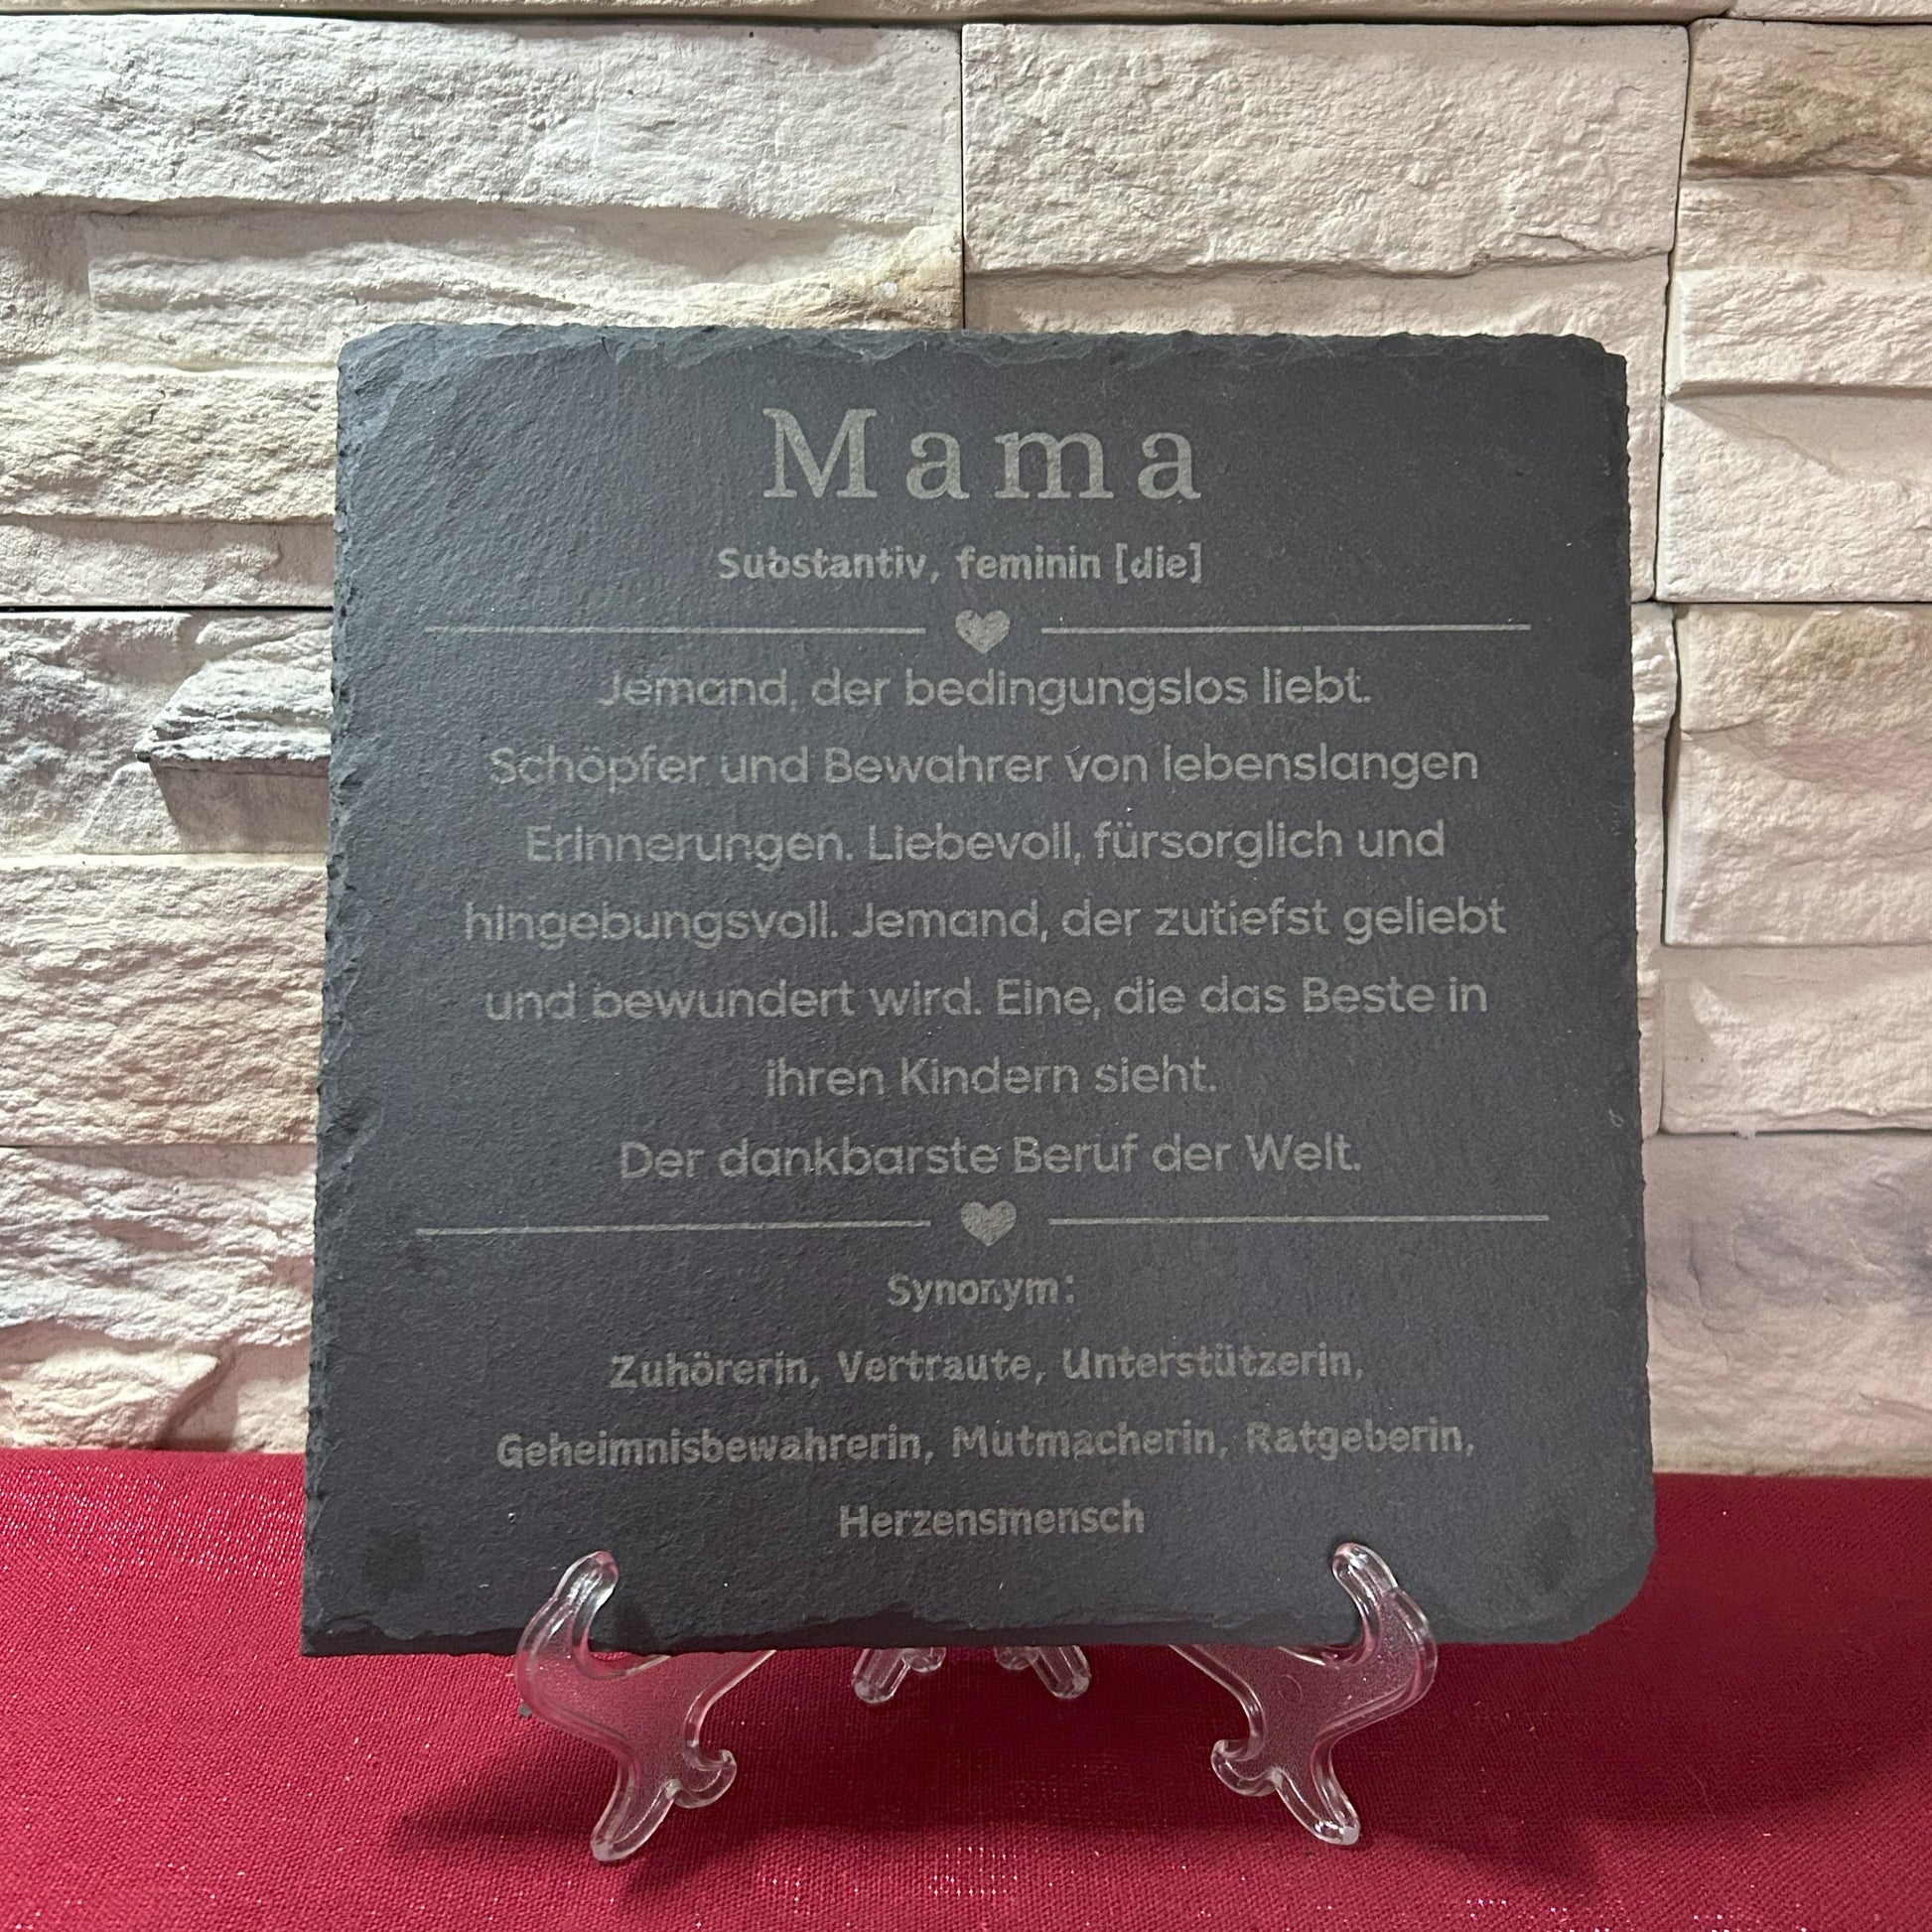 Mama
Substantiv, feminin [die]
Jemand, der bedingungslos liebt.
Schöpfer und Bewahrer von lebenslangen
Erinnerungen. Liebevoll, fürsorglich und
hingebungsvoll. Jemand, der zutiefst geliebt
und bewundert wird. Eine, die das Beste in
ihren Kindern sieht.
Der dankbarste Beruf der Welt.
Synonym:
Zuhörerin, Vertraute, Unterstützerin,
Geheimnisbewahrerin, Mutmacherin, Ratgeberin,
Herzensmensch